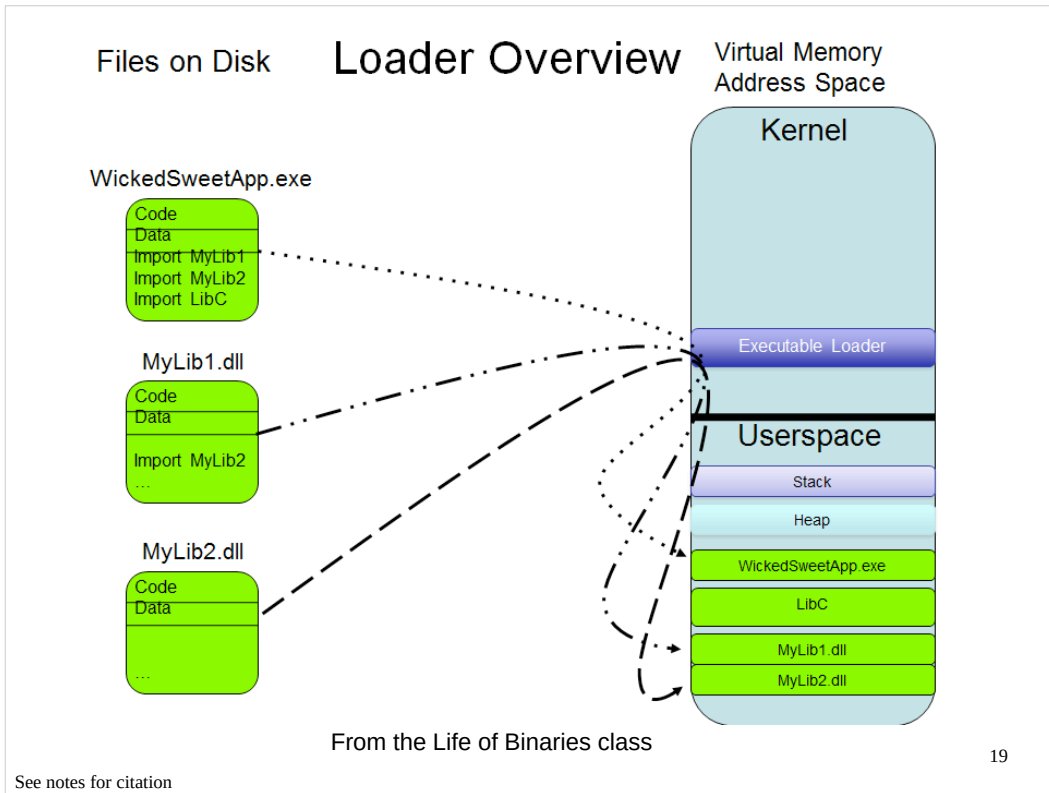 Files on Disk
Loader Overview
Virtual Memory
Address Space
WickedSweetApp.exe
Code
Data
Import MyLib1
Import MyLib2
Import LibC
MyLib1.dll
Code
Data
Import MyLib2
...
MyLib2.dll
Code
Data
...
Kernel
Executable Loader
Userspace
Stack
Heap
WickedSweetApp.exe
LibC
MyLib1.dll
MyLib2.dll
From the Life of Binaries class
19
See notes for citation